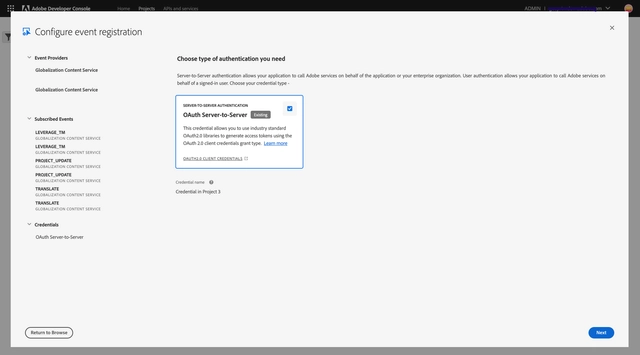 Adobe Developer Console
Home
Projects
APIs and services
ADMIN
Configure event registration
Event Providers
Globalization Content Service
Globalization Content Service
Subscribed Events
LEVERAGE_TM
GLOBALIZATION CONTENT SERVICE
LEVERAGE_TM
GLOBALIZATION CONTENT SERVICE
PROJECT_UPDATE
GLOBALIZATION CONTENT SERVICE
PROJECT_UPDATE
GLOBALIZATION CONTENT SERVICE
TRANSLATE
GLOBALIZATION CONTENT SERVICE
TRANSLATE
GLOBALIZATION CONTENT SERVICE
Credentials
OAuth Server-to-Server
Choose type of authentication you need
Server-to-Server authentication allows your application to call Adobe services on behalf of the application or your enterprise organization. User authentication allows your application to call Adobe services on
behalf of a signed-in user. Choose your credential type -
SERVER-TO-SERVER AUTHENTICATION
OAuth Server-to-Server Existing
This credential allows you to use industry standard
OAuth2.0 libraries to generate access tokens using the
OAuth 2.0 client credentials grant type. Learn more
OAUTH2.0 CLIENT CREDENTIALS
Credential name
Credential in Project 3
Return to Browse
Next